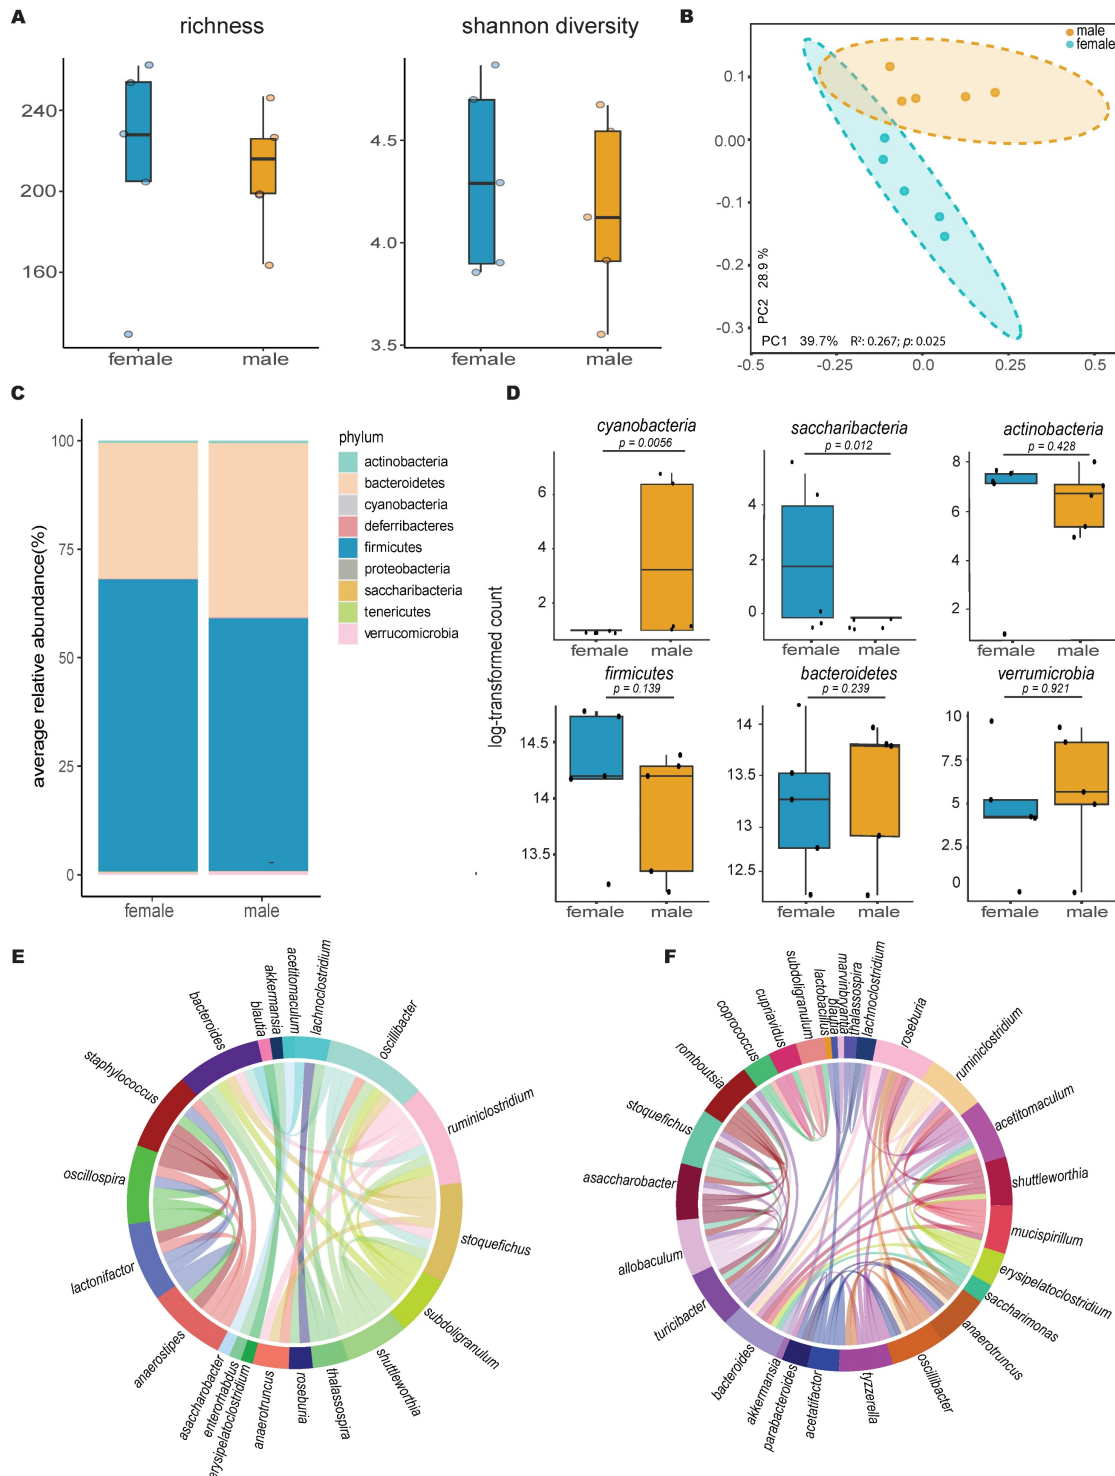 A
richness
shannon diversity
240
200
160
female
male
4.5
4.0
3.5
female
male
B
male
female
0.1
0.00
-0.1
-0.2
-0.3
PC2 28.9 %
PC1 39.7% R²: 0.267; p: 0.025
-0.5
-0.25
0.0
0.25
0.5
C
average relative abundance(%)
100
75
50
25
0
female
male
phylum
actinobacteria
bacteroidetes
cyanobacteria
deferribacteres
firmicutes
proteobacteria
saccharibacteria
tenericutes
verrucomicrobia
D
log-transformed count
cyanobacteria
p = 0.0056
6
4
2
female
male
saccharibacteria
p = 0.012
4
2
0
female
male
actinobacteria
p = 0.428
8
6
4
2
female
male
firmicutes
p = 0.139
14.5
14
13.5
female
male
bacteroidetes
p = 0.239
14
13.5
13
12.5
female
male
verrumicrobia
p = 0.921
10
7.5
5
2.5
0
female
male
E
bacteroides
blautia
akkermansia
acetitomaculum
lachnoclostridium
oscillibacter
ruminiclostridium
stoquefichus
subdoligranulum
shuttleworthia
thalassospira
roseburia
anaerotruncus
erysipelatoclostridium
enterorhabdus
asaccharobacter
anaerostipes
lactonifactor
oscillospira
staphylococcus
F
coprococcus
cupriavidus
subdoligranulum
lactobacillus
blautia
marvinbryantia
thalassospira
lachnoclostridium
roseburia
ruminiclostridium
acetitomaculum
shuttleworthia
mucispirillum
erysipelatoclostridium
saccharimonas
anaerotruncus
oscillibacter
tyzzerella
acetatifactor
parabacteroides
akkermansia
bacteroides
turicibacter
allobaculum
asaccharobacter
stoquefichus
romboutsia